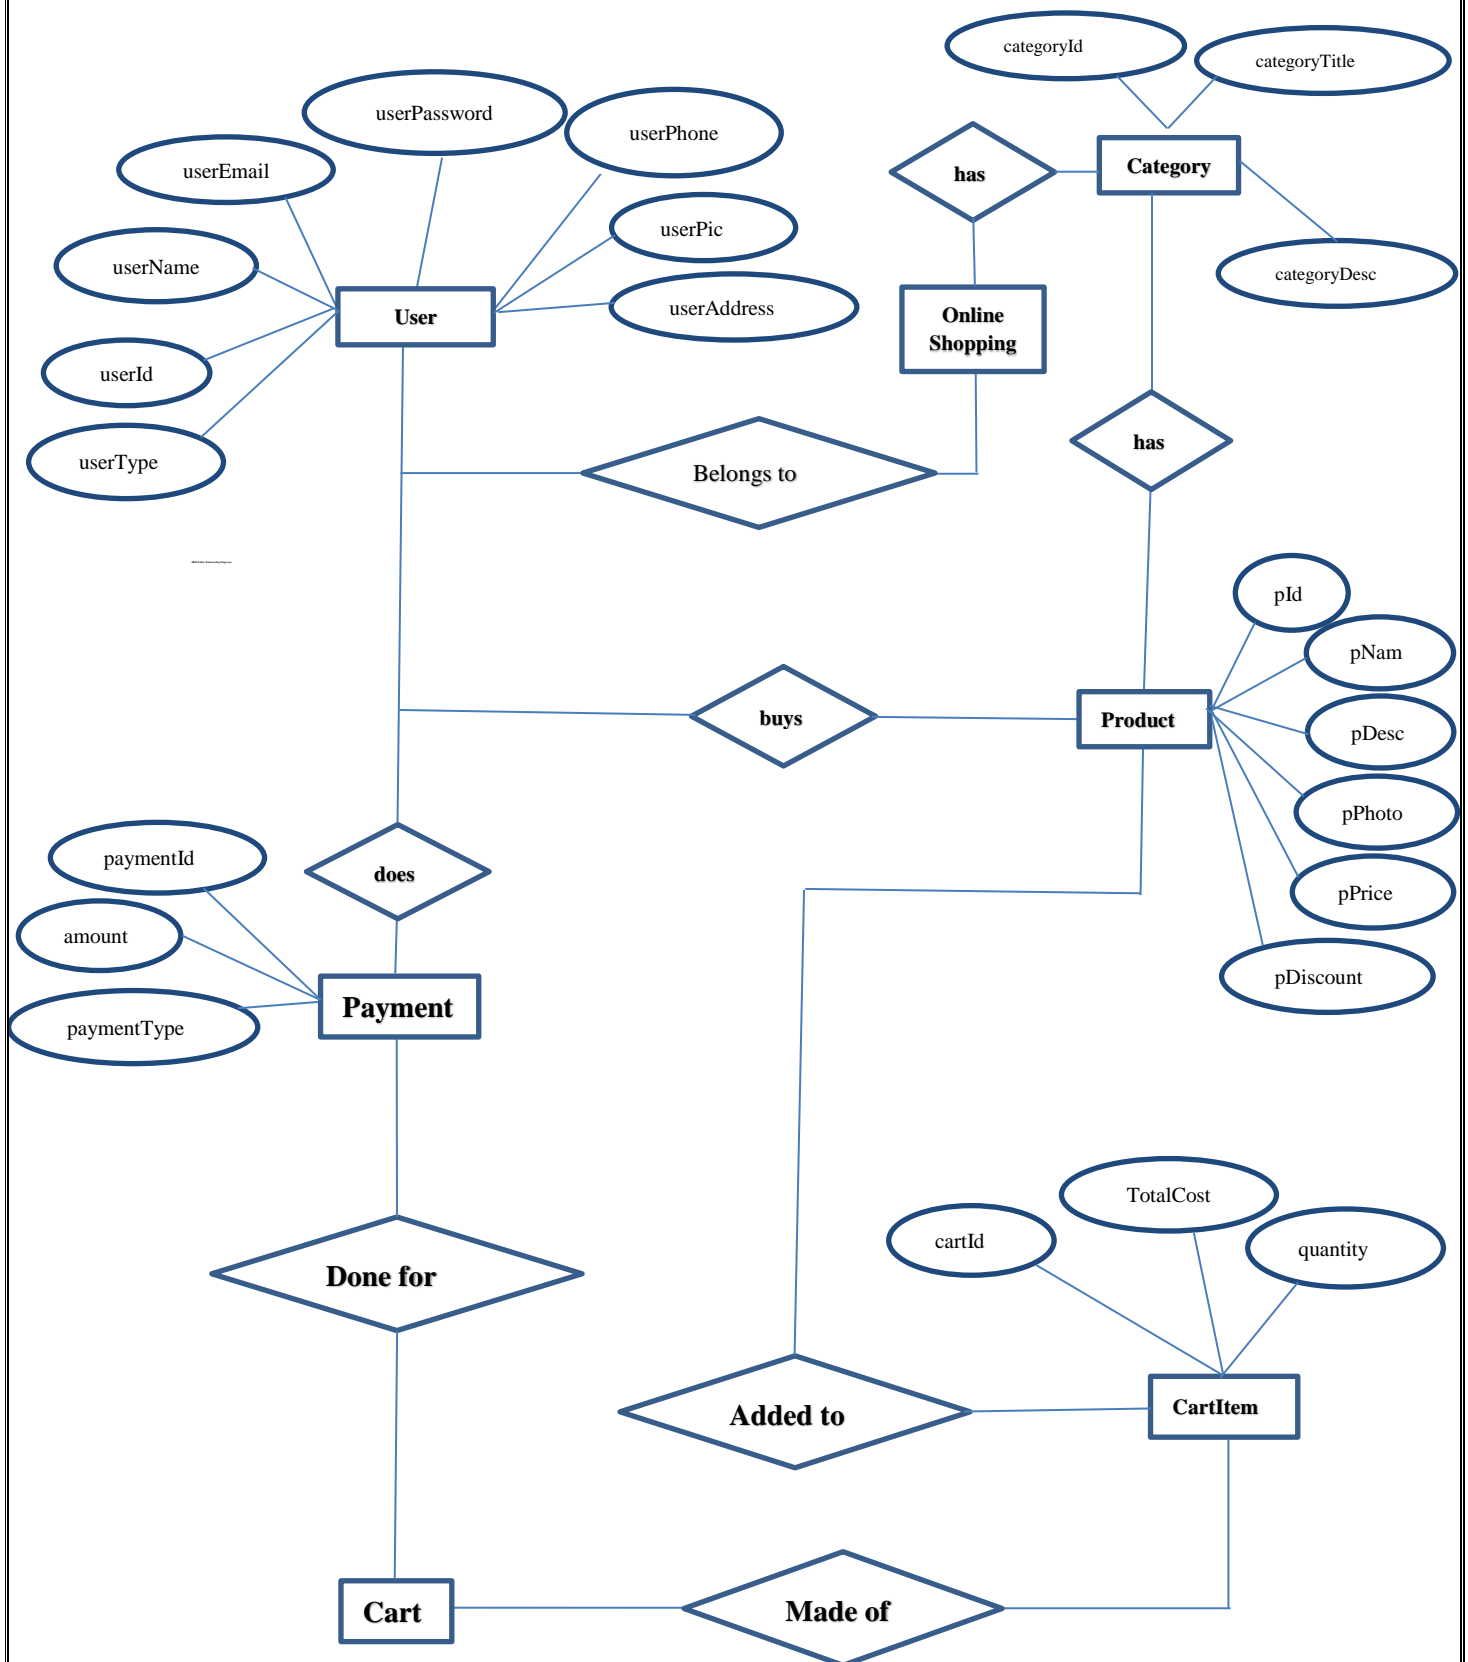 categoryId
categoryTitle
userPassword
userPhone
userEmail
has
Category
userPic
userName
categoryDesc
userAddress
User
Online
Shopping
userId
has
userType
Belongs to
pId
pNam
buys
Product
pDesc
pPhoto
paymentId
does
pPrice
amount
pDiscount
Payment
paymentType
TotalCost
cartId
quantity
Done for
Added to
CartItem
Cart
Made of